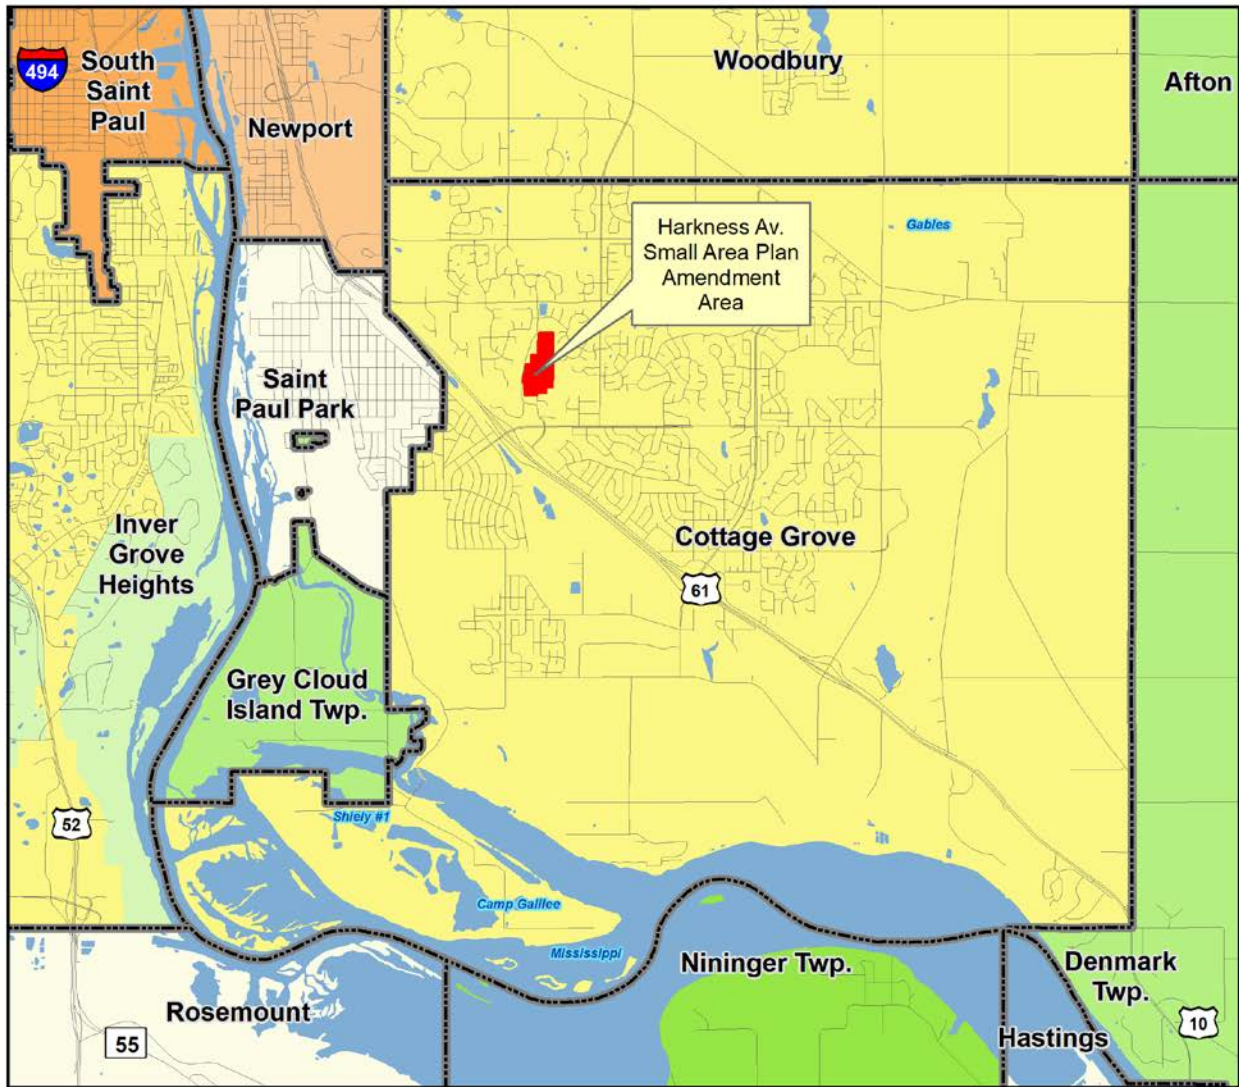 Woodbury
494
South
Saint
Paul
Afton
Newport
Harkness Av.
Small Area Plan
Amendment
Area
Gables
Saint
Paul Park
Inver
Grove
Heights
Cottage Grove
61
Grey Cloud
Island Twp.
52
Shiely #1
Camp Galilee
Mississippi
Nininger Twp.
Denmark
Twp.
Rosemount
55
10
Hastings